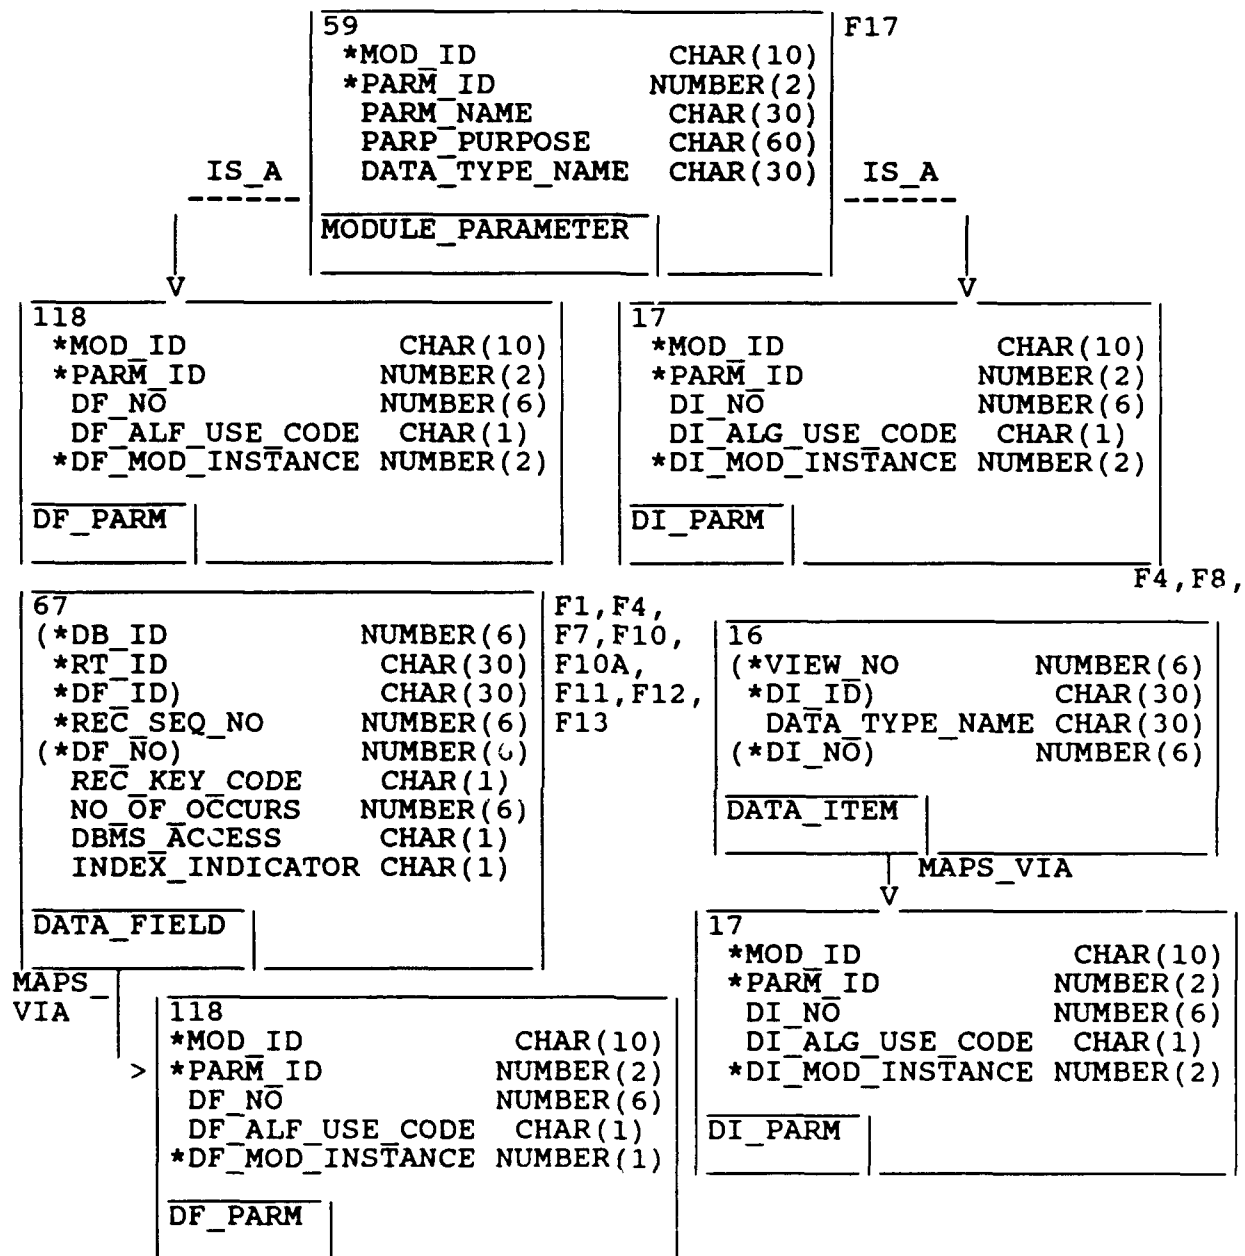 59 F17
*MOD_ID CHAR(10)
*PARM_ID NUMBER(2)
PARM_NAME CHAR(30)
PARP_PURPOSE CHAR(60)
IS_A DATA_TYPE_NAME CHAR(30) IS_A
MODULE_PARAMETER
V V
118
*MOD_ID CHAR(10)
*PARM_ID NUMBER(2)
DF_NO NUMBER(6)
DF_ALF_USE_CODE CHAR(1)
*DF_MOD_INSTANCE NUMBER(2)
DF_PARM
17
*MOD_ID CHAR(10)
*PARM_ID NUMBER(2)
DI_NO NUMBER(6)
DI_ALG_USE_CODE CHAR(1)
*DI_MOD_INSTANCE NUMBER(2)
DI_PARM
F4,F8,
67 F1,F4,
(*DB_ID NUMBER(6) F7,F10,
*RT_ID CHAR(30) F10A,
*DF_ID) CHAR(30) F11,F12,
*REC_SEQ_NO NUMBER(6) F13
(*DF_NO) NUMBER(6)
REC_KEY_CODE CHAR(1)
NO_OF_OCCURS NUMBER(6)
DBMS_ACCESS CHAR(1)
INDEX_INDICATOR CHAR(1)
DATA_FIELD
16
(*VIEW_NO NUMBER(6)
*DI_ID) CHAR(30)
DATA_TYPE_NAME CHAR(30)
(*DI_NO) NUMBER(6)
DATA_ITEM
MAPS_VIA
V
17
*MOD_ID CHAR(10)
*PARM_ID NUMBER(2)
DI_NO NUMBER(6)
DI_ALG_USE_CODE CHAR(1)
*DI_MOD_INSTANCE NUMBER(2)
DI_PARM
MAPS_
VIA
118
*MOD_ID CHAR(10)
> *PARM_ID NUMBER(2)
DF_NO NUMBER(6)
DF_ALF_USE_CODE CHAR(1)
*DF_MOD_INSTANCE NUMBER(1)
DF_PARM